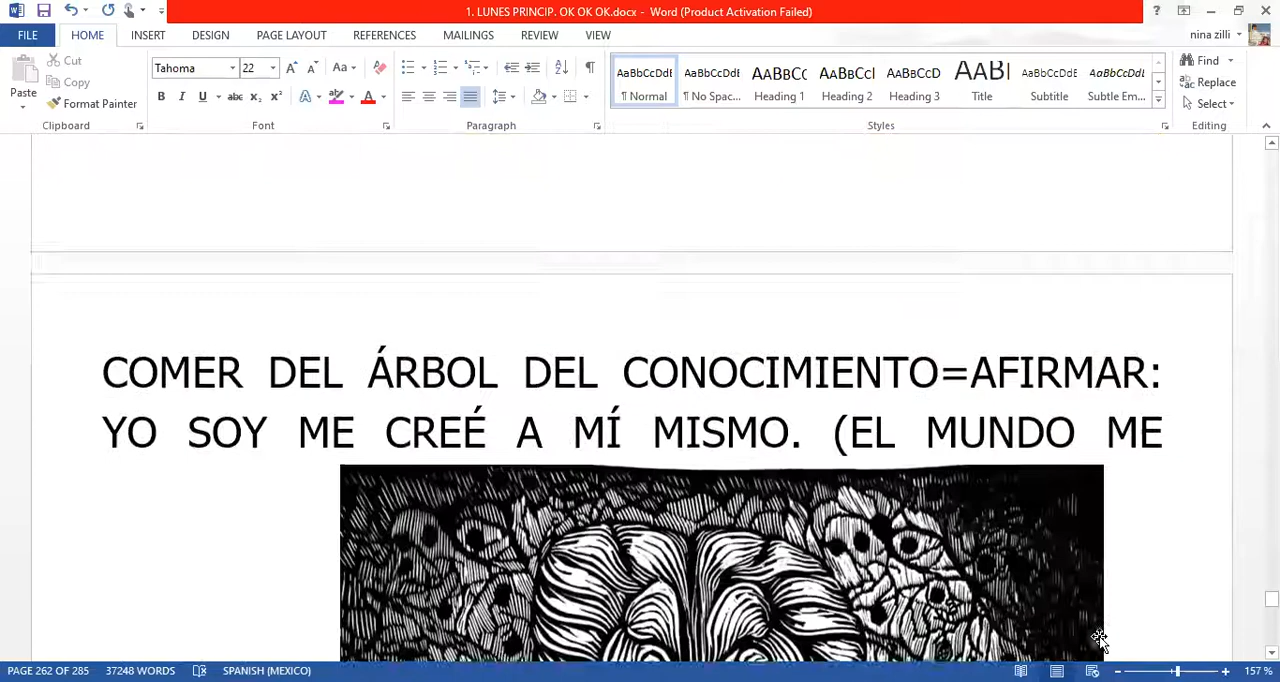 1. LUNES PRINCIP. OK OK OK.docx - Word (Product Activation Failed)
FILE HOME INSERT DESIGN PAGE LAYOUT REFERENCES MAILINGS REVIEW VIEW nina zilli
Paste
Cut
Copy
Format Painter
Clipboard
Tahoma 22
Font
Paragraph
AaBbCcDdE AaBbCcDdE AaBbCc AaBbCcI AaBbCcD AaB AaBbCcDdE AaBbCcDdE
¶ Normal ¶ No Spac... Heading 1 Heading 2 Heading 3 Title Subtitle Subtle Em...
Styles
Find
Replace
Select
Editing
COMER DEL ÁRBOL DEL CONOCIMIENTO=AFIRMAR:
YO SOY ME CREÉ A MÍ MISMO. (EL MUNDO ME
PAGE 262 OF 285 37248 WORDS SPANISH (MEXICO) 157 %